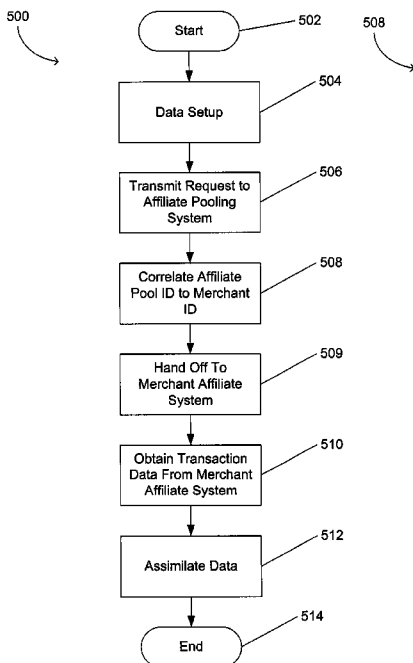 500
Start
502
508
Data Setup
504
Transmit Request to
Affiliate Pooling
System
506
Correlate Affiliate
Pool ID to Merchant
ID
508
Hand Off To
Merchant Affiliate
System
509
Obtain Transaction
Data From Merchant
Affiliate System
510
Assimilate Data
512
End
514